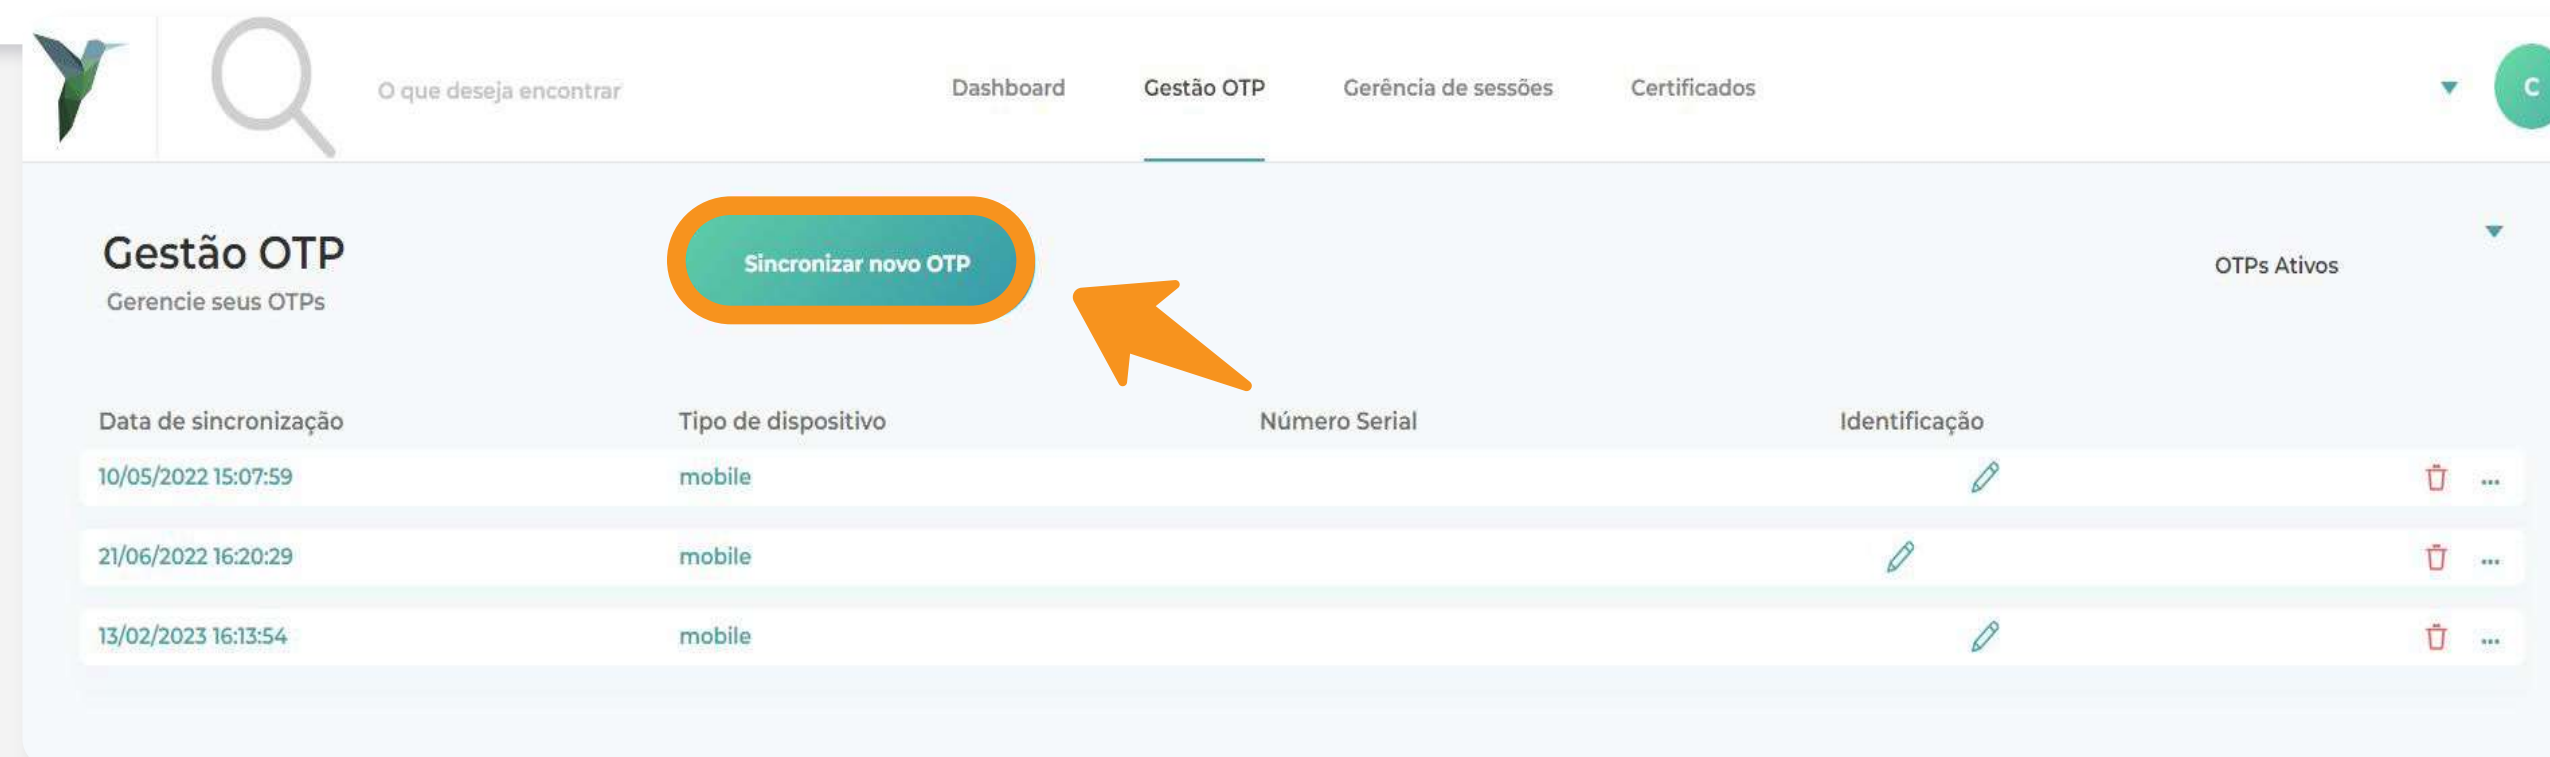 O que deseja encontrar
Dashboard
Gestão OTP
Gerência de sessões
Certificados
C
Gestão OTP
Gerencie seus OTPs
Sincronizar novo OTP
OTPs Ativos
Data de sincronização
Tipo de dispositivo
Número Serial
Identificação
10/05/2022 15:07:59
mobile
...
21/06/2022 16:20:29
mobile
...
13/02/2023 16:13:54
mobile
...